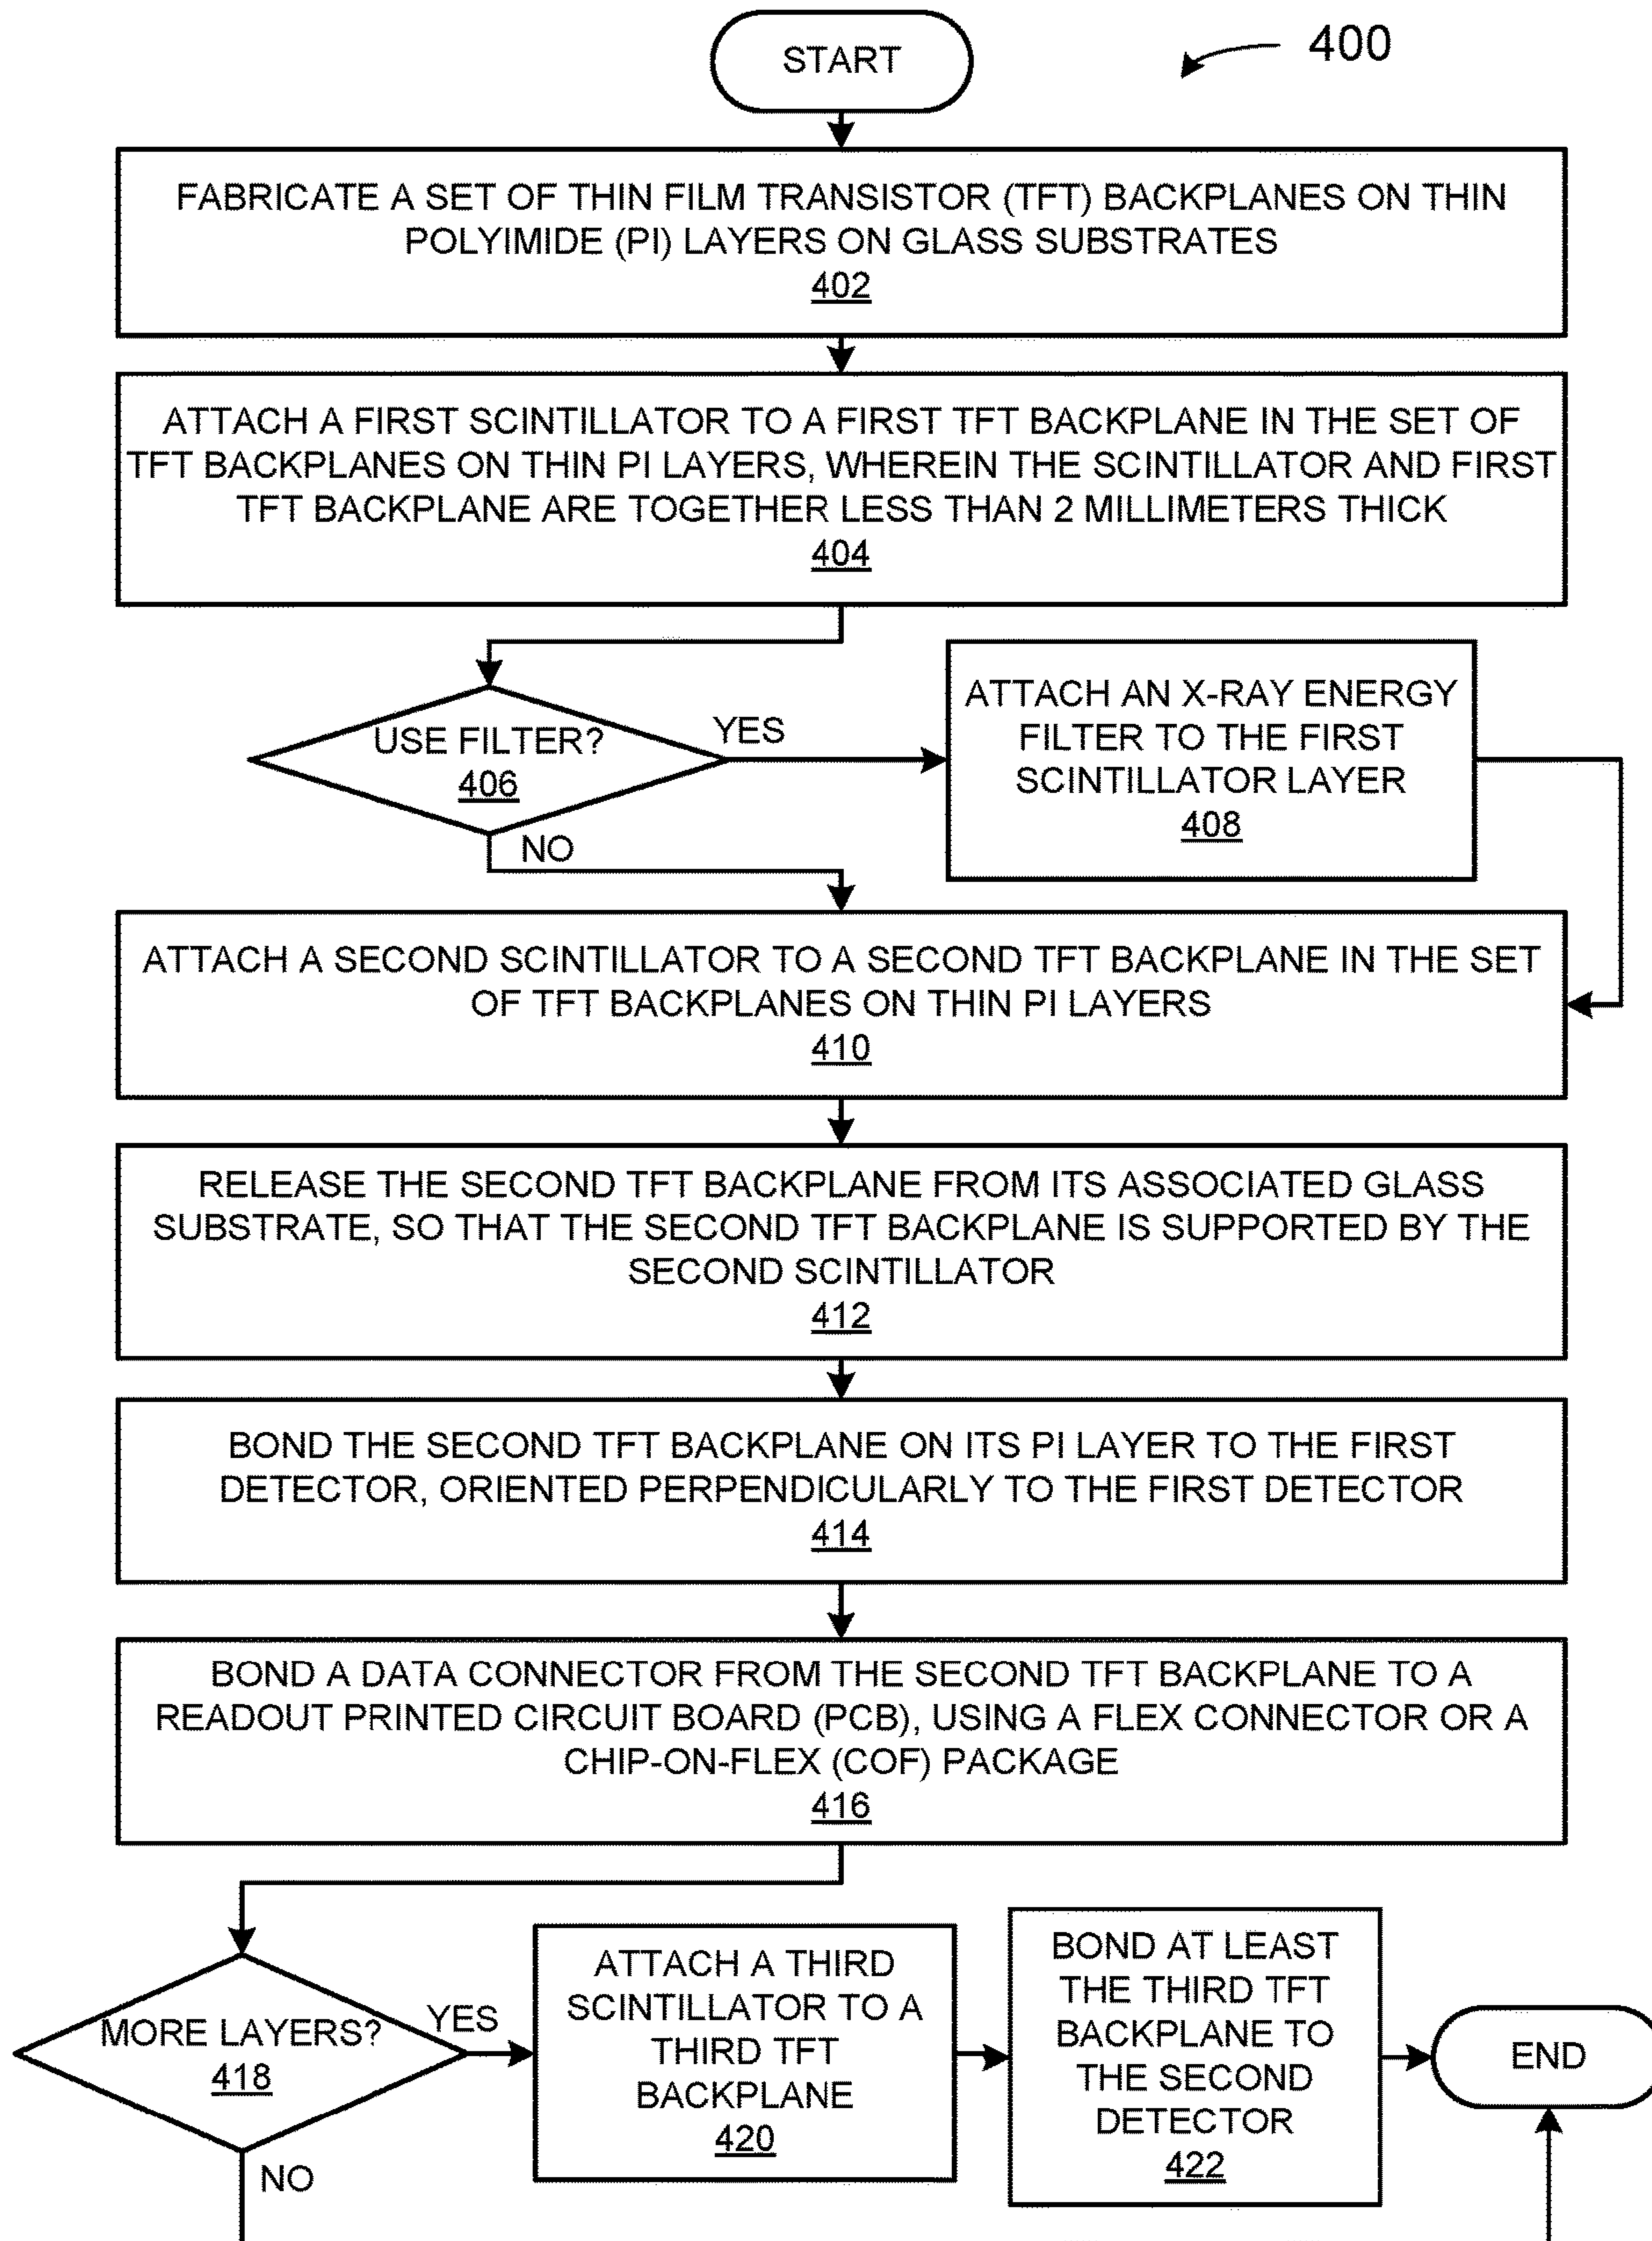 START
400
FABRICATE A SET OF THIN FILM TRANSISTOR (TFT) BACKPLANES ON THIN
POLYIMIDE (PI) LAYERS ON GLASS SUBSTRATES
402
ATTACH A FIRST SCINTILLATOR TO A FIRST TFT BACKPLANE IN THE SET OF
TFT BACKPLANES ON THIN PI LAYERS, WHEREIN THE SCINTILLATOR AND FIRST
TFT BACKPLANE ARE TOGETHER LESS THAN 2 MILLIMETERS THICK
404
USE FILTER?
406
YES
NO
ATTACH AN X-RAY ENERGY
FILTER TO THE FIRST
SCINTILLATOR LAYER
408
ATTACH A SECOND SCINTILLATOR TO A SECOND TFT BACKPLANE IN THE SET
OF TFT BACKPLANES ON THIN PI LAYERS
410
RELEASE THE SECOND TFT BACKPLANE FROM ITS ASSOCIATED GLASS
SUBSTRATE, SO THAT THE SECOND TFT BACKPLANE IS SUPPORTED BY THE
SECOND SCINTILLATOR
412
BOND THE SECOND TFT BACKPLANE ON ITS PI LAYER TO THE FIRST
DETECTOR, ORIENTED PERPENDICULARLY TO THE FIRST DETECTOR
414
BOND A DATA CONNECTOR FROM THE SECOND TFT BACKPLANE TO A
READOUT PRINTED CIRCUIT BOARD (PCB), USING A FLEX CONNECTOR OR A
CHIP-ON-FLEX (COF) PACKAGE
416
MORE LAYERS?
418
YES
NO
ATTACH A THIRD
SCINTILLATOR TO A
THIRD TFT
BACKPLANE
420
BOND AT LEAST
THE THIRD TFT
BACKPLANE TO
THE SECOND
DETECTOR
422
END